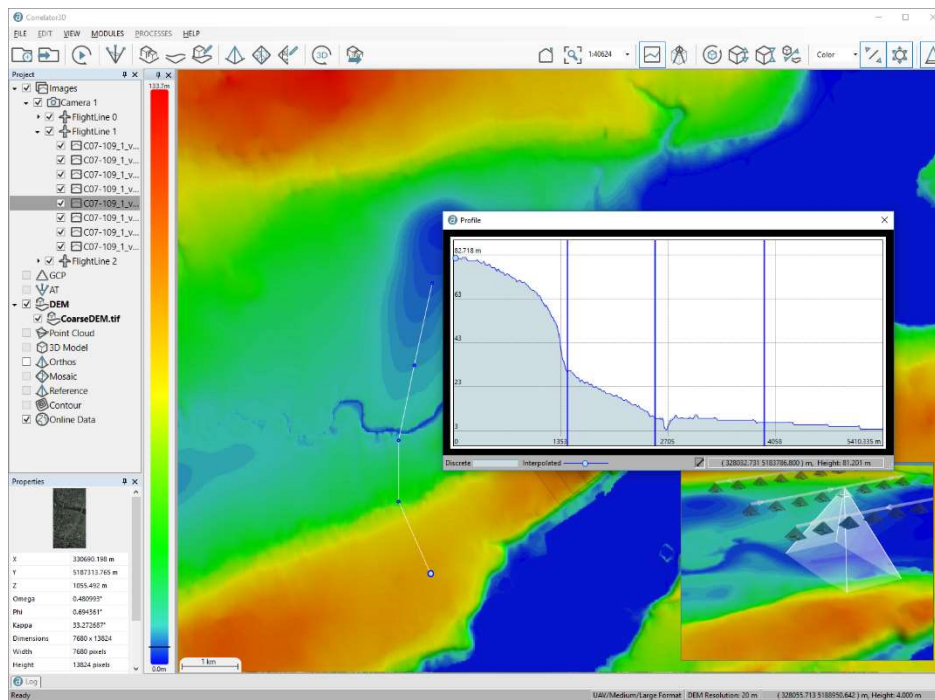 Correlator3D
FILE EDIT VIEW MODULES PROCESSES HELP
3D
1:40624
Color
Project
Images
Camera 1
FlightLine 0
FlightLine 1
C07-109_1_v...
C07-109_1_v...
C07-109_1_v...
C07-109_1_v...
C07-109_1_v...
C07-109_1_v...
C07-109_1_v...
C07-109_1_v...
FlightLine 2
GCP
AT
DEM
CoarseDEM.tif
Point Cloud
3D Model
Orthos
Mosaic
Reference
Contour
Online Data
133.7m
0.0m
Profile
82.718 m
63
43
23
3
0 1353 2705 4058 5410.335 m
Discrete Interpolated ( 328032.731 5183786.800 ) m, Height: 81.201 m
Properties
X 330690.198 m
Y 5187313.765 m
Z 1055.492 m
Omega 0.480993°
Phi 0.694361°
Kappa 33.272687°
Dimensions 7680 x 13824
Width 7680 pixels
Height 13824 pixels
1 km
Log
Ready UAV/Medium/Large Format DEM Resolution: 20 m ( 328055.713 5188950.642 ) m, Height: 4.000 m